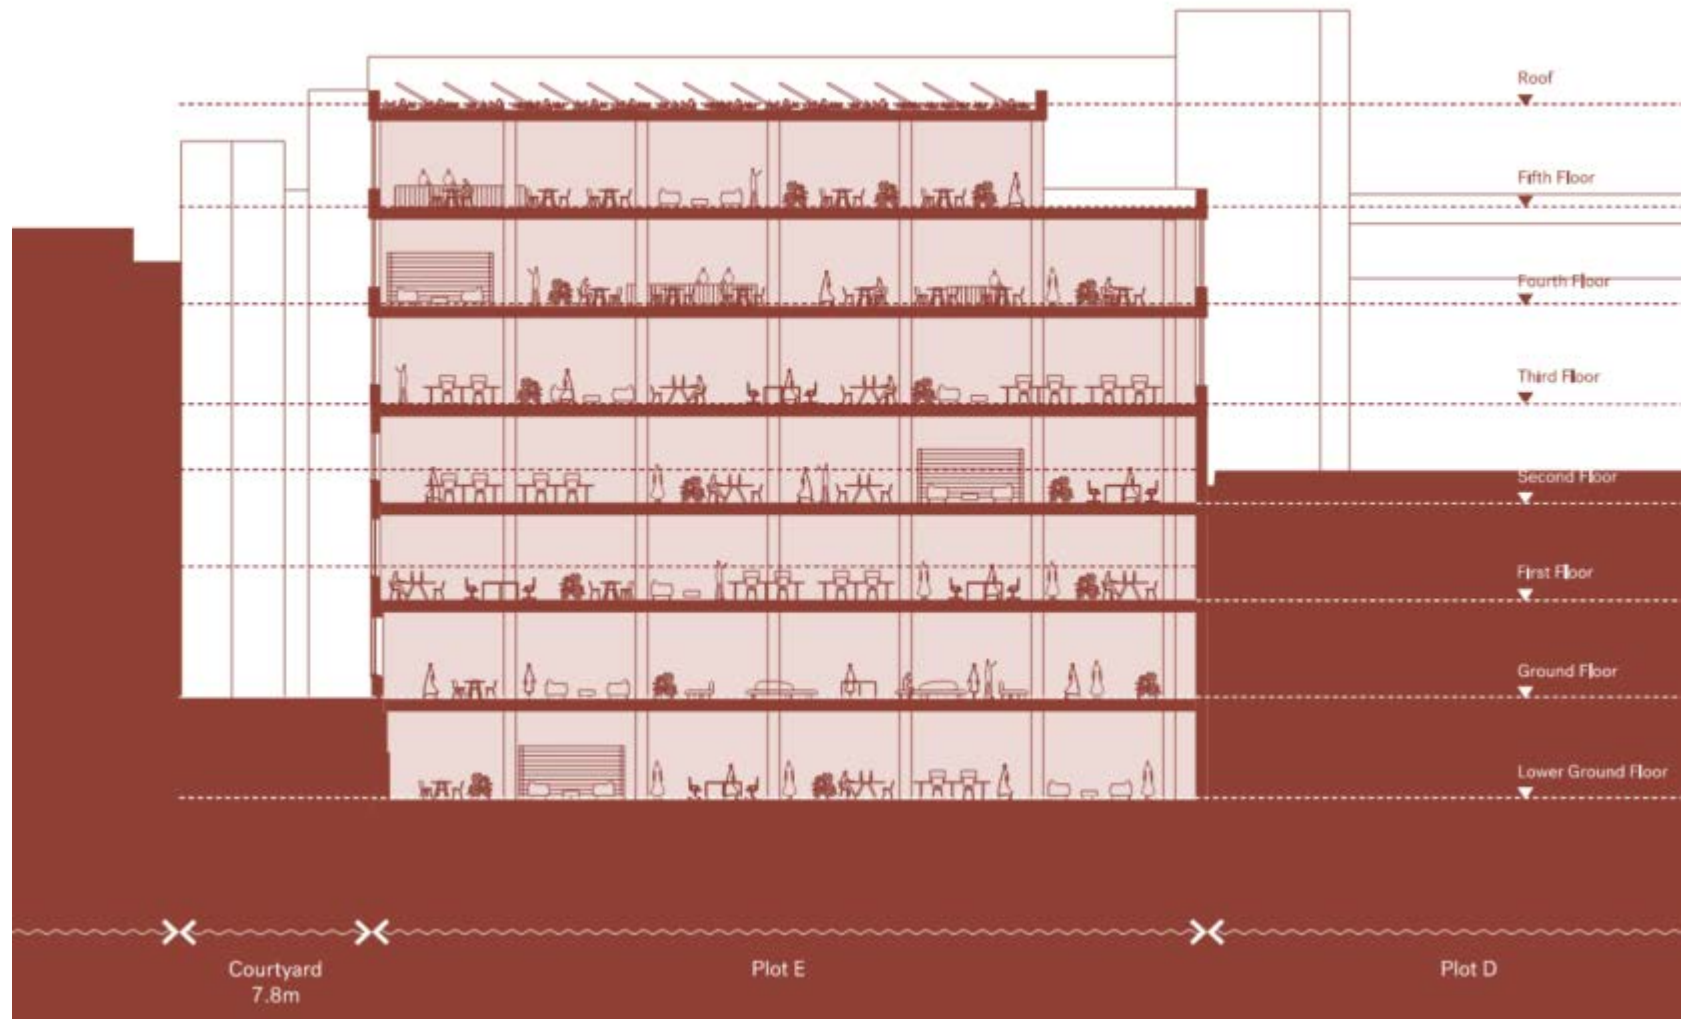 Roof
Fifth Floor
Fourth Floor
Third Floor
Second Floor
First Floor
Ground Floor
Lower Ground Floor
Courtyard
7.8m
Plot E
Plot D